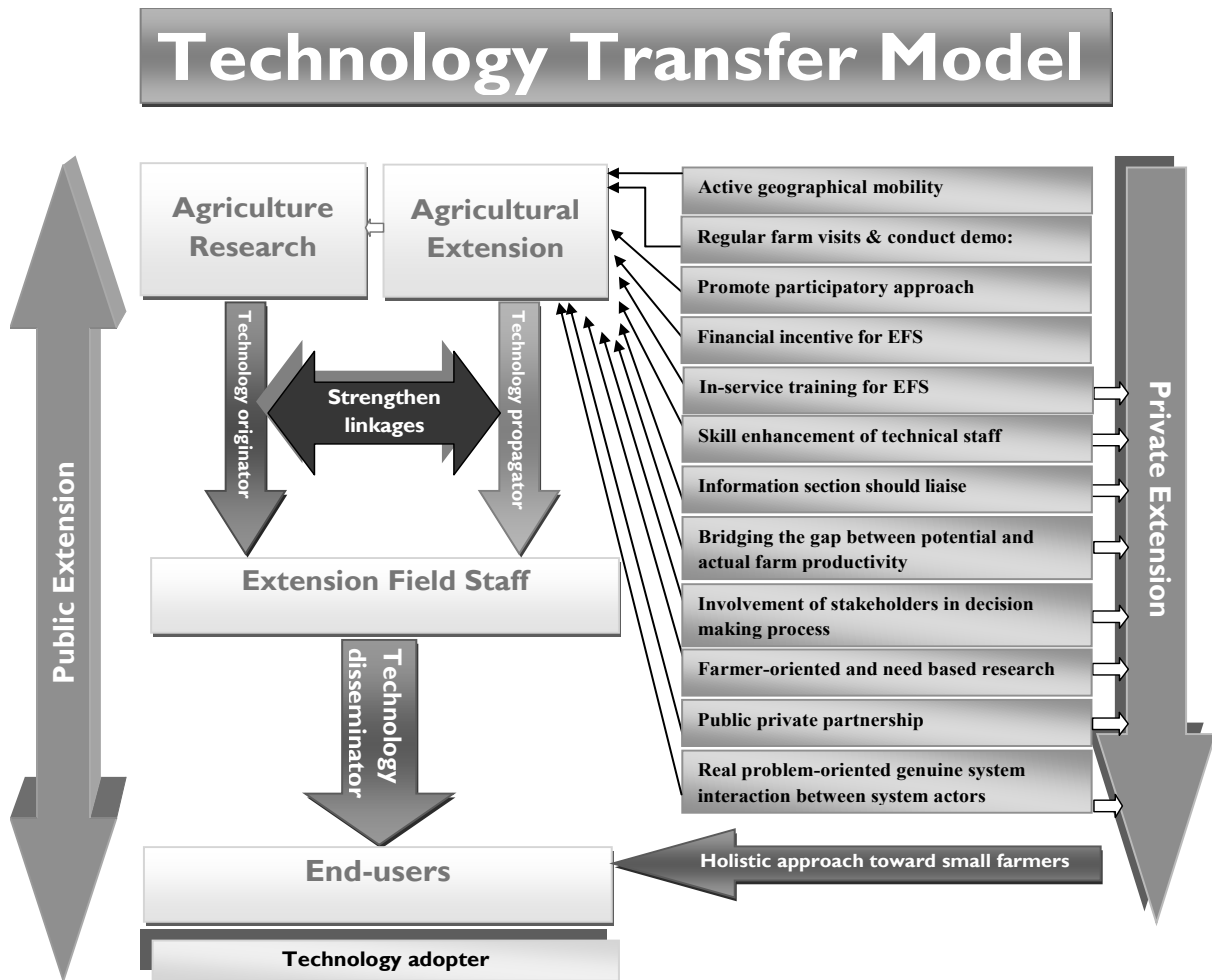 Technology Transfer Model
Agriculture
Research
Agricultural
Extension
Technology originator
Strengthen
linkages
Technology propagator
Extension Field Staff
Technology
disseminator
End-users
Technology adopter
Public Extension
Active geographical mobility
Regular farm visits & conduct demo:
Promote participatory approach
Financial incentive for EFS
In-service training for EFS
Skill enhancement of technical staff
Information section should liaise
Bridging the gap between potential and
actual farm productivity
Involvement of stakeholders in decision
making process
Farmer-oriented and need based research
Public private partnership
Real problem-oriented genuine system
interaction between system actors
Holistic approach toward small farmers
Private Extension